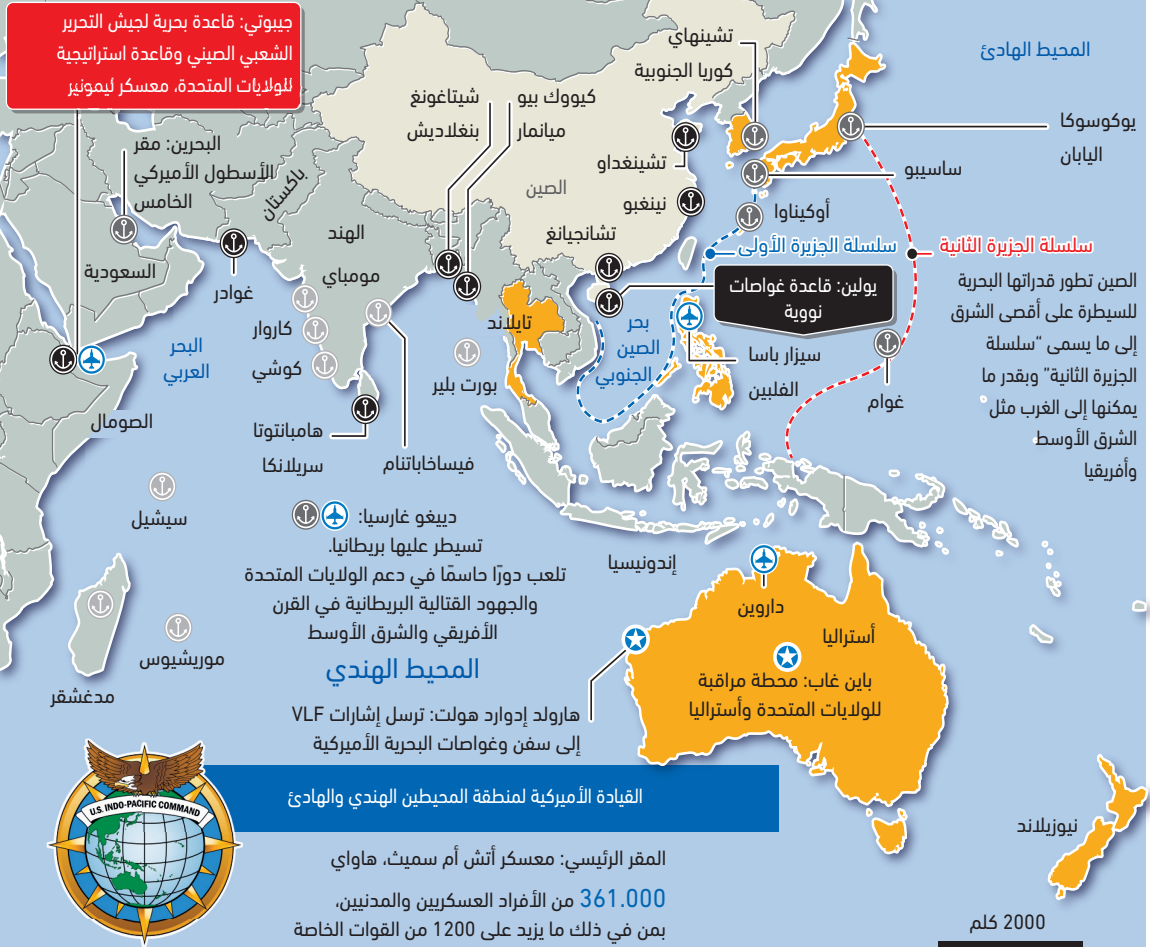 جيبوتي: قاعدة بحرية لجيش التحرير
الشعبي الصيني وقاعدة استراتيجية
للولايات المتحدة، معسكر ليمونير
تشينهاي
كوريا الجنوبية
المحيط الهادئ
يوكوسوكا
اليابان
شيتاغونغ
بنغلاديش
كيووك بيو
ميانمار
البحرين: مقر
الأسطول الأميركي
الخامس
باكستان
تشينغداو
ساسيبو
الصين
نينغبو
أوكيناوا
الهند
تشانجيانغ
سلسلة الجزيرة الأولى
سلسلة الجزيرة الثانية
السعودية
غوادر
مومباي
يولين: قاعدة غواصات
نووية
الصين تطور قدراتها البحرية
للسيطرة على أقصى الشرق
إلى ما يسمى "سلسلة
الجزيرة الثانية" وبقدر ما
يمكنها إلى الغرب مثل
الشرق الأوسط
وأفريقيا
كاروار
تايلاند
بحر
الصين
الجنوبي
البحر
العربي
كوشي
بورت بلير
سيزار باسا
الفلبين
غوام
الصومال
هامبانتوتا
سريلانكا
فيساخاباتنام
سيشيل
دييغو غارسيا:
تسيطر عليها بريطانيا.
تلعب دورًا حاسمًا في دعم الولايات المتحدة
والجهود القتالية البريطانية في القرن
الأفريقي والشرق الأوسط
إندونيسيا
داروين
أستراليا
موريشيوس
مدغشقر
المحيط الهندي
باين غاب: محطة مراقبة
للولايات المتحدة وأستراليا
هارولد إدوارد هولت: ترسل إشارات VLF
إلى سفن وغواصات البحرية الأميركية
U.S. INDO-PACIFIC COMMAND
القيادة الأميركية لمنطقة المحيطين الهندي والهادئ
نيوزيلاند
المقر الرئيسي: معسكر أتش أم سميث، هاواي
361.000 من الأفراد العسكريين والمدنيين،
بمن في ذلك ما يزيد على 1200 من القوات الخاصة
2000 كلم